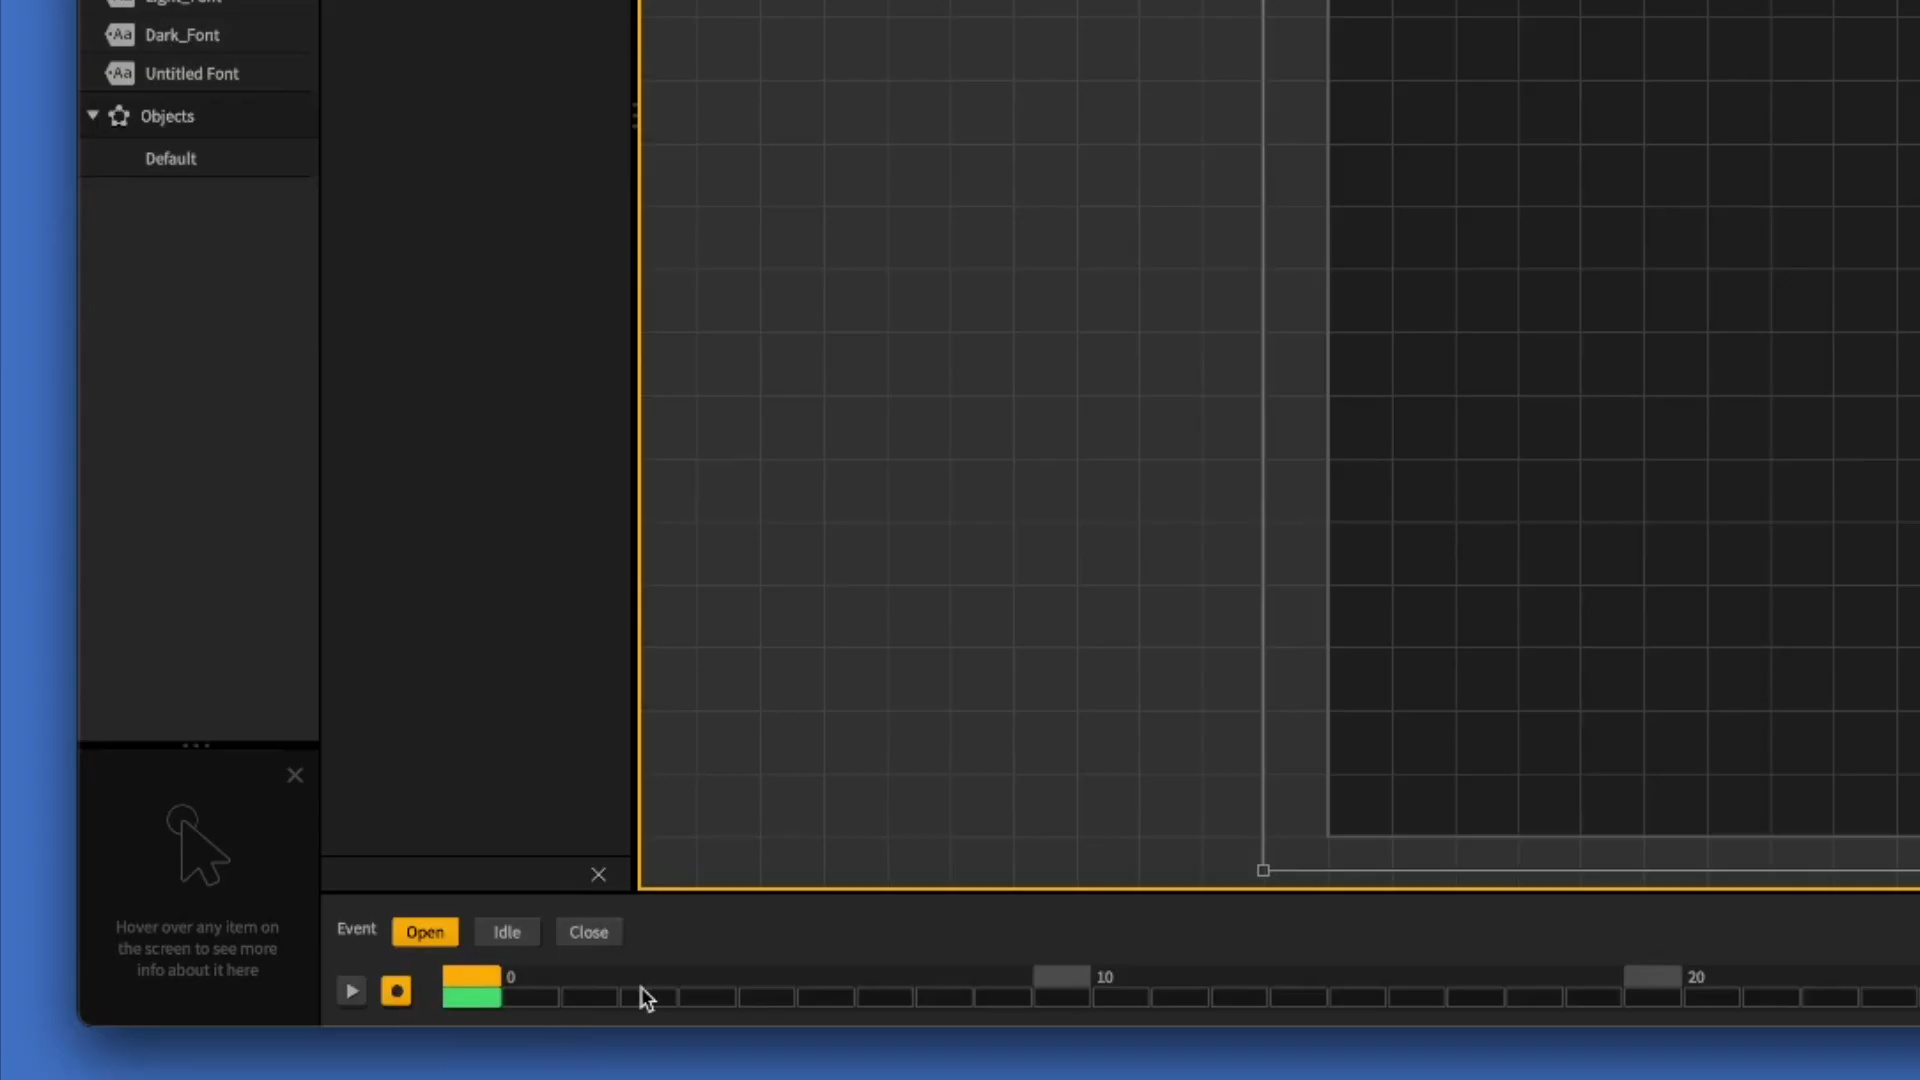 Dark_Font
Untitled Font
Objects
Default
Hover over any item on
the screen to see more
info about it here
Event Open Idle Close
0 10 20